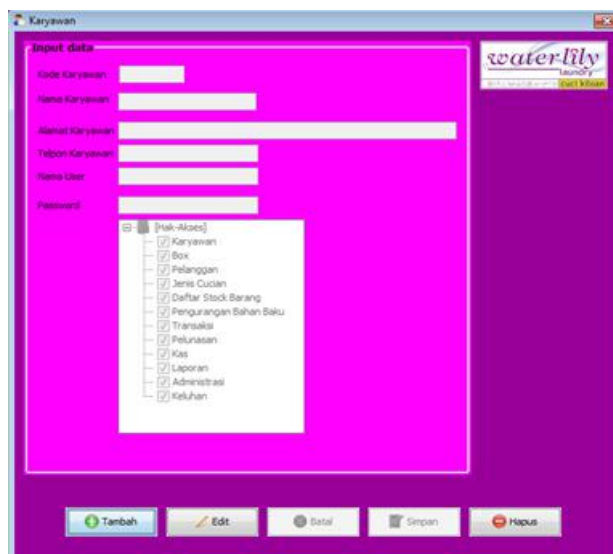 Karyawan
Input data
waterlily
laundry
cuci kiloan
Kode Karyawan
Nama Karyawan
Alamat Karyawan
Telpon Karyawan
Nama User
Password
[Hak-Akses]
Karyawan
Box
Pelanggan
Jenis Cucian
Daftar Stock Barang
Pengurangan Bahan Baku
Transaksi
Pelunasan
Kas
Laporan
Administrasi
Keluhan
Tambah Edit Batal Simpan Hapus